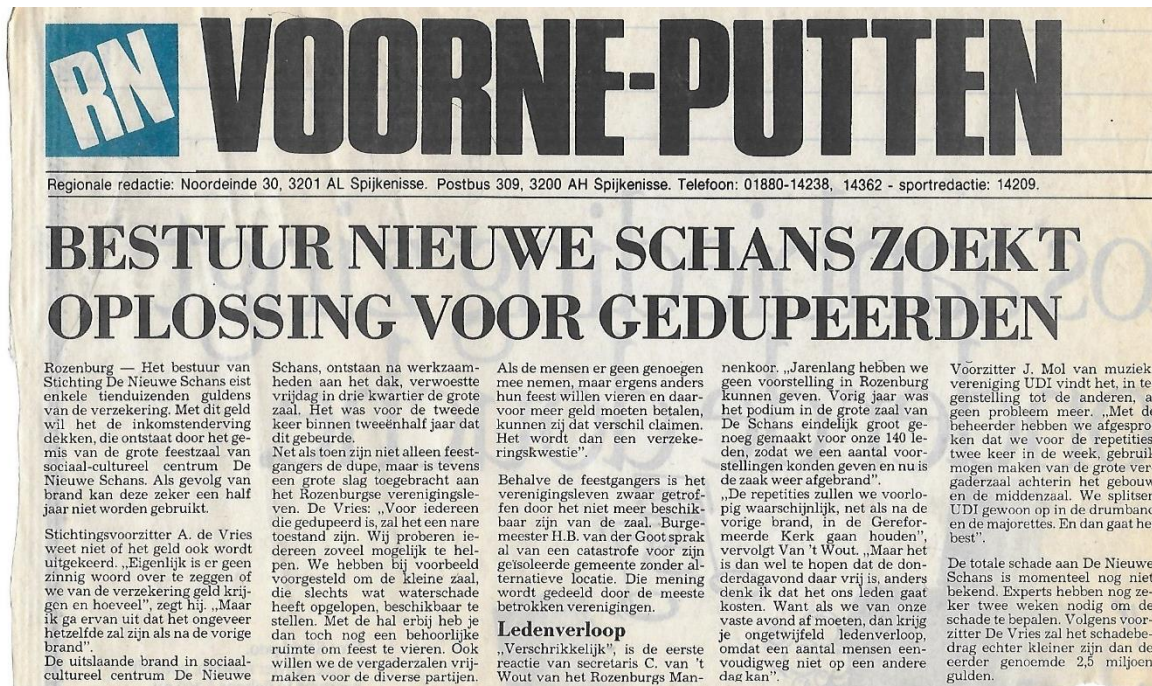 RN VOORNE-PUTTEN
Regionale redactie: Noordeinde 30, 3201 AL Spijkenisse. Postbus 309, 3200 AH Spijkenisse. Telefoon: 01880-14238, 14362 - sportredactie: 14209.
BESTUUR NIEUWE SCHANS ZOEKT
OPLOSSING VOOR GEDUPEERDEN
Rozenburg — Het bestuur van
Stichting De Nieuwe Schans eist
enkele tienduizenden guldens
van de verzekering. Met dit geld
wil het de inkomstenderving
dekken, die ontstaat door het ge-
mis van de grote feestzaal van
sociaal-cultureel centrum De
Nieuwe Schans. Als gevolg van
brand kan deze zeker een half
jaar niet worden gebruikt.
Stichtingsvoorzitter A. de Vries
weet niet of het geld ook wordt
uitgekeerd. „Eigenlijk is er geen
zinnig woord over te zeggen of
we van de verzekering geld krij-
gen en hoeveel", zegt hij. „Maar
ik ga ervan uit dat het ongeveer
hetzelfde zal zijn als na de vorige
brand".
De uitslaande brand in sociaal-
cultureel centrum De Nieuwe
Schans, ontstaan na werkzaam-
heden aan het dak, verwoestte
vrijdag in drie kwartier de grote
zaal. Het was voor de tweede
keer binnen tweeënhalf jaar dat
dit gebeurde.
Net als toen zijn niet alleen feest-
gangers de dupe, maar is tevens
een grote slag toegebracht aan
het Rozenburgse verenigingsle-
ven. De Vries: „Voor iedereen
die gedupeerd is, zal het een nare
toestand zijn. Wij proberen ie-
dereen zoveel mogelijk te hel-
pen. We hebben bij voorbeeld
voorgesteld om de kleine zaal,
die slechts wat waterschade
heeft opgelopen, beschikbaar te
stellen. Met de hal erbij heb je
dan toch nog een behoorlijke
ruimte om feest te vieren. Ook
willen we de vergaderzalen vrij-
maken voor de diverse partijen.
Als de mensen er geen genoegen
mee nemen, maar ergens anders
hun feest willen vieren en daar-
voor meer geld moeten betalen,
kunnen zij dat verschil claimen.
Het wordt dan een verzeke-
ringskwestie".
Behalve de feestgangers is het
verenigingsleven zwaar getrof-
fen door het niet meer beschik-
baar zijn van de zaal. Burge-
meester H.B. van der Goot sprak
al van een catastrofe voor zijn
geïsoleerde gemeente zonder al-
ternatieve locatie. Die mening
wordt gedeeld door de meeste
betrokken verenigingen.
Ledenverloop
„Verschrikkelijk", is de eerste
reactie van secretaris C. van 't
Wout van het Rozenburgs Man-
nenkoor. „Jarenlang hebben we
geen voorstelling in Rozenburg
kunnen geven. Vorig jaar was
het podium in de grote zaal van
De Schans eindelijk groot ge-
noeg gemaakt voor onze 140 le-
den, zodat we een aantal voor-
stellingen konden geven en nu is
de zaak weer afgebrand".
„De repetities zullen we voorlo-
pig waarschijnlijk, net als na de
vorige brand, in de Gerefor-
meerde Kerk gaan houden",
vervolgt Van 't Wout. „Maar het
is dan wel te hopen dat de don-
derdagavond daar vrij is, anders
denk ik dat het ons leden gaat
kosten. Want als we van onze
vaste avond af moeten, dan krijg
je ongetwijfeld ledenverloop,
omdat een aantal mensen een-
voudigweg niet op een andere
dag kan".
Voorzitter J. Mol van muziek
vereniging UDI vindt het, in te
genstelling tot de anderen, a
geen probleem meer. „Met de
beheerder hebben we afgespro
ken dat we voor de repetities
twee keer in de week, gebruik
mogen maken van de grote ver
gaderzaal achterin het gebouw
en de middenzaal. We splitsen
UDI gewoon op in de drumband
en de majorettes. En dan gaat he
best".
De totale schade aan De Nieuwe
Schans is momenteel nog niet
bekend. Experts hebben nog ze-
ker twee weken nodig om de
schade te bepalen. Volgens voor-
zitter De Vries zal het schadebe-
drag echter kleiner zijn dan de
eerder genoemde 2,5 miljoen
gulden.